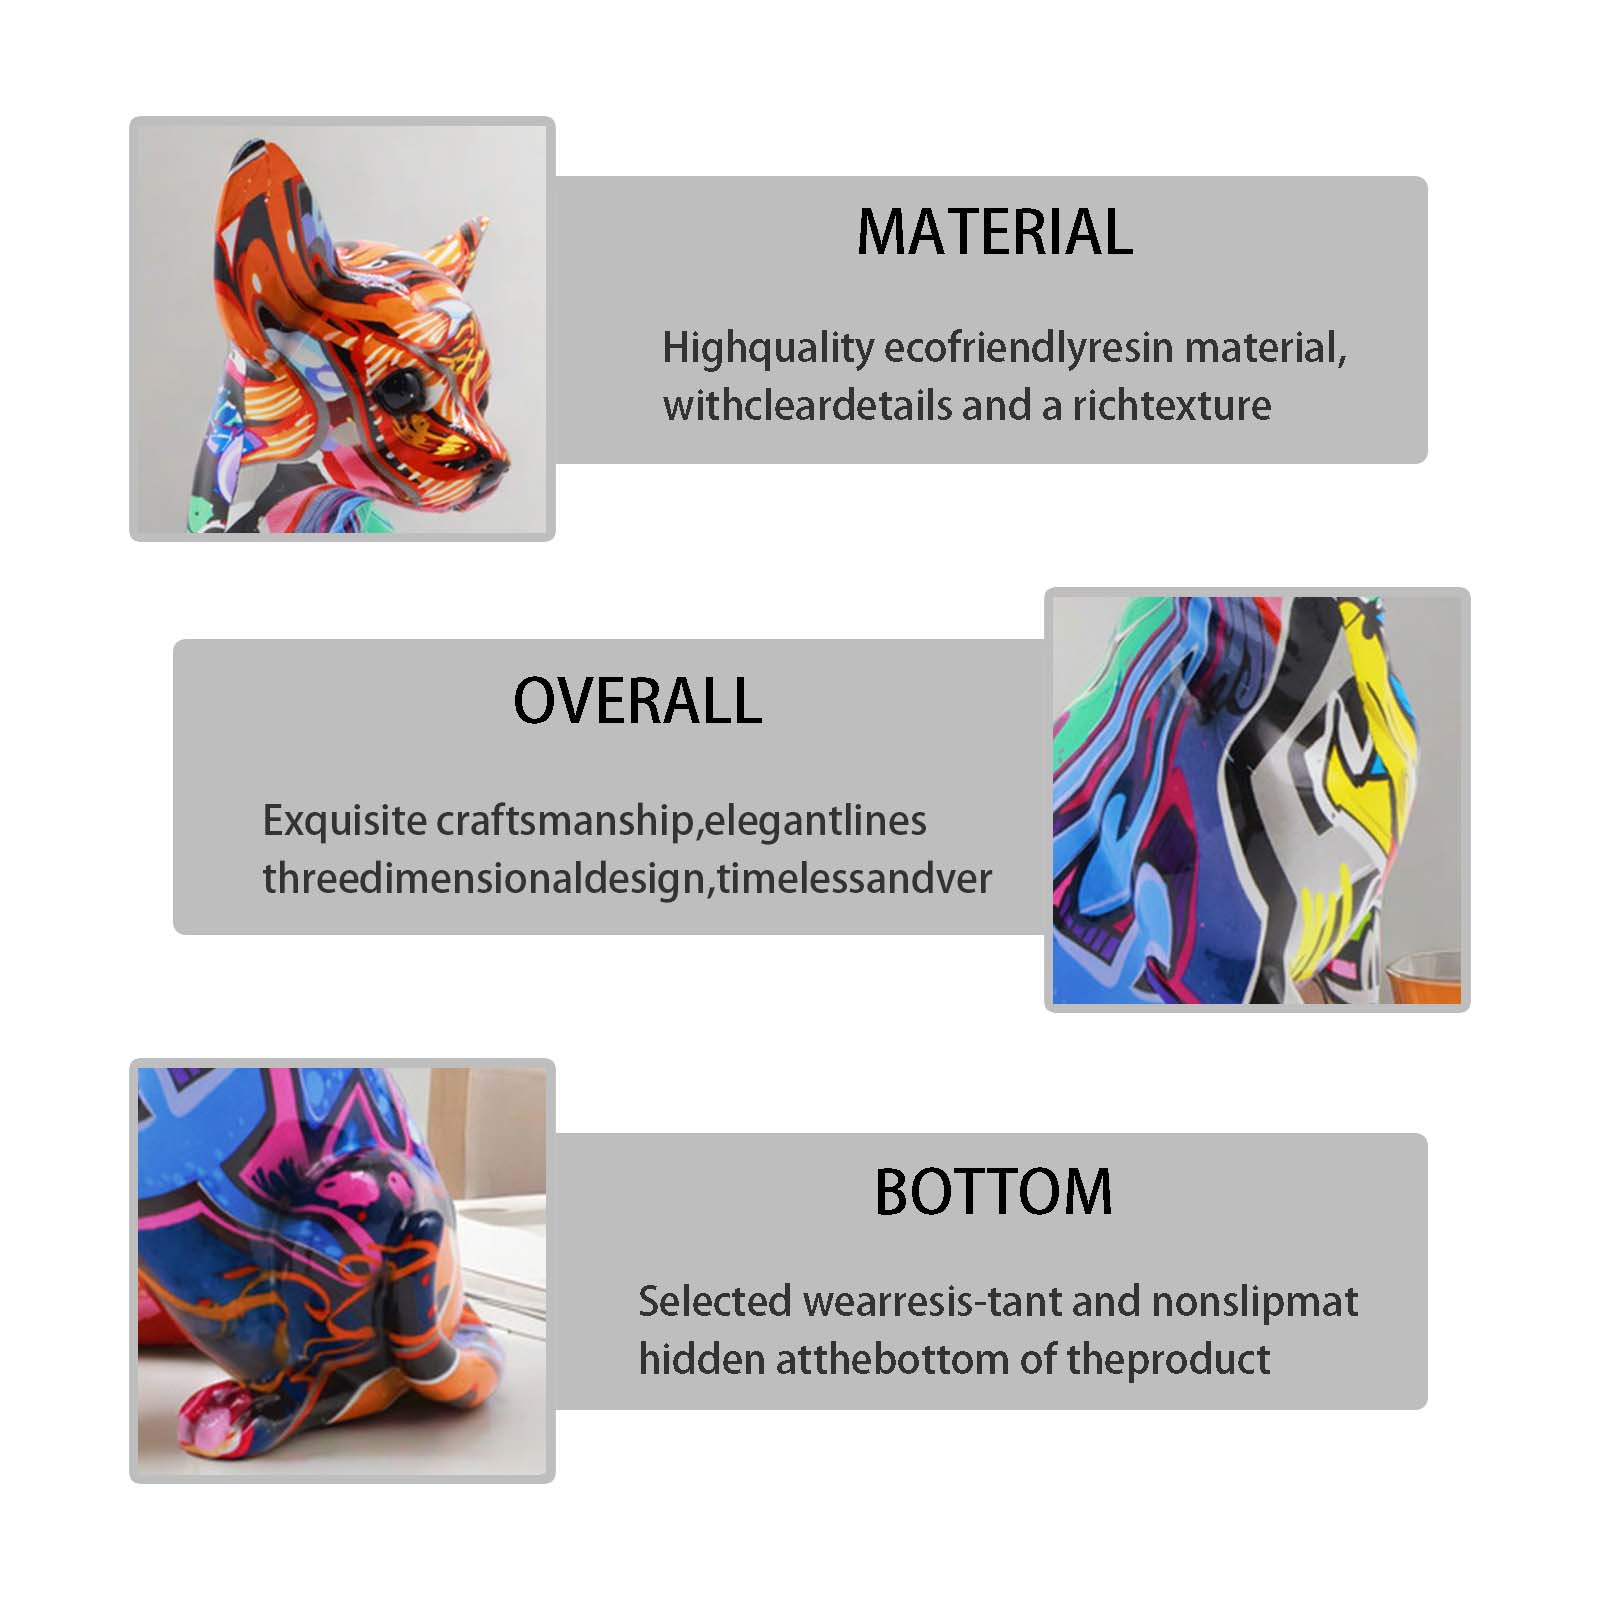 MATERIAL
Highquality ecofriendlyresin material,
withcleardetails and a richtexture
OVERALL
Exquisite craftsmanship,elegantlines
threedimensionaldesign,timelessandver
BOTTOM
Selected wearresis-tant and nonslipmat
hidden atthebottom of theproduct